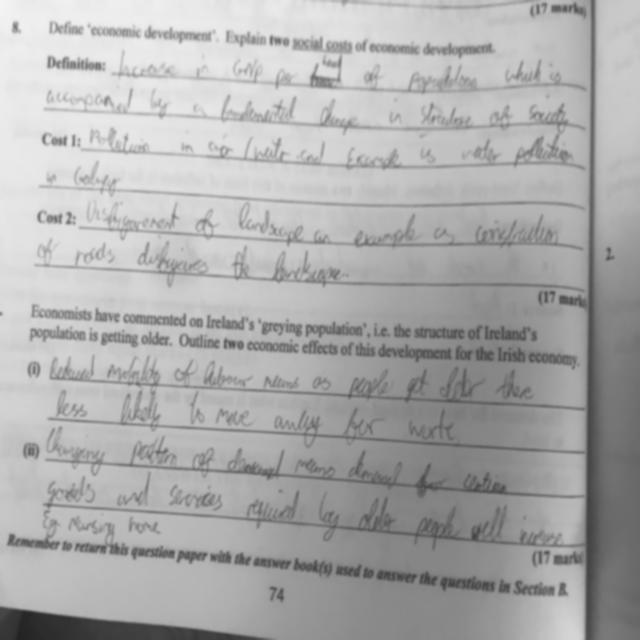 (17 marks)
8. Define 'economic development'. Explain two social costs of economic development.
Definition: Increase in GNP per head of population which is
accompanied by a fundamental change in structure of society
Cost 1: Pollution in air/water and example is water pollution
in Galway
Cost 2: Disfigurement of landscape an example is construction
of roads disfigures the landscape.
(17 marks
2.
Economists have commented on Ireland's 'greying population', i.e. the structure of Ireland's
population is getting older. Outline two economic effects of this development for the Irish economy.
(i) Reduced mobility of labour means as people get older there
less likely to move away for work
(ii) Changing pattern of demand means demand for certain
goods and services required by older people well increase
Eg Nursing home
(17 marks
Remember to return this question paper with the answer book(s) used to answer the questions in Section B.
74